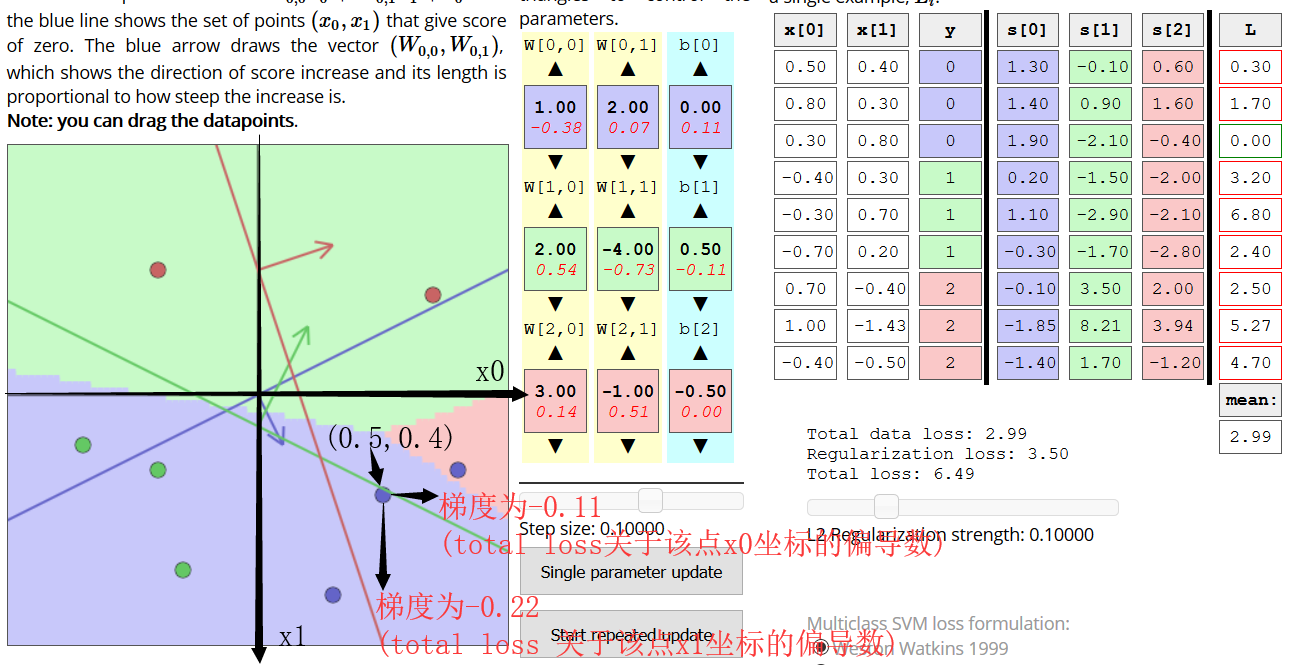 the blue line shows the set of points (x0, x1) that give score
of zero. The blue arrow draws the vector (W0,0, W0,1),
which shows the direction of score increase and its length is
proportional to how steep the increase is.
Note: you can drag the datapoints.
x0
(0.5, 0.4)
x1
梯度为-0.11
(total loss关于该点x0坐标的偏导数)
梯度为-0.22
(total loss 关于该点x1坐标的偏导数)
parameters.
W[0,0] W[0,1] b[0]
1.00 2.00 0.00
-0.38 0.07 0.11
W[1,0] W[1,1] b[1]
2.00 -4.00 0.50
0.54 -0.73 -0.11
W[2,0] W[2,1] b[2]
3.00 -1.00 -0.50
0.14 0.51 0.00
Step size: 0.10000
Single parameter update
Start repeated update
x[0] x[1] y s[0] s[1] s[2] L
0.50 0.40 0 1.30 -0.10 0.60 0.30
0.80 0.30 0 1.40 0.90 1.60 1.70
0.30 0.80 0 1.90 -2.10 -0.40 0.00
-0.40 0.30 1 0.20 -1.50 -2.00 3.20
-0.30 0.70 1 1.10 -2.90 -2.10 6.80
-0.70 0.20 1 -0.30 -1.70 -2.80 2.40
0.70 -0.40 2 -0.10 3.50 2.00 2.50
1.00 -1.43 2 -1.85 8.21 3.94 5.27
-0.40 -0.50 2 -1.40 1.70 -1.20 4.70
mean:
2.99
Total data loss: 2.99
Regularization loss: 3.50
Total loss: 6.49
L2 Regularization strength: 0.10000
Multiclass SVM loss formulation:
Weston Watkins 1999